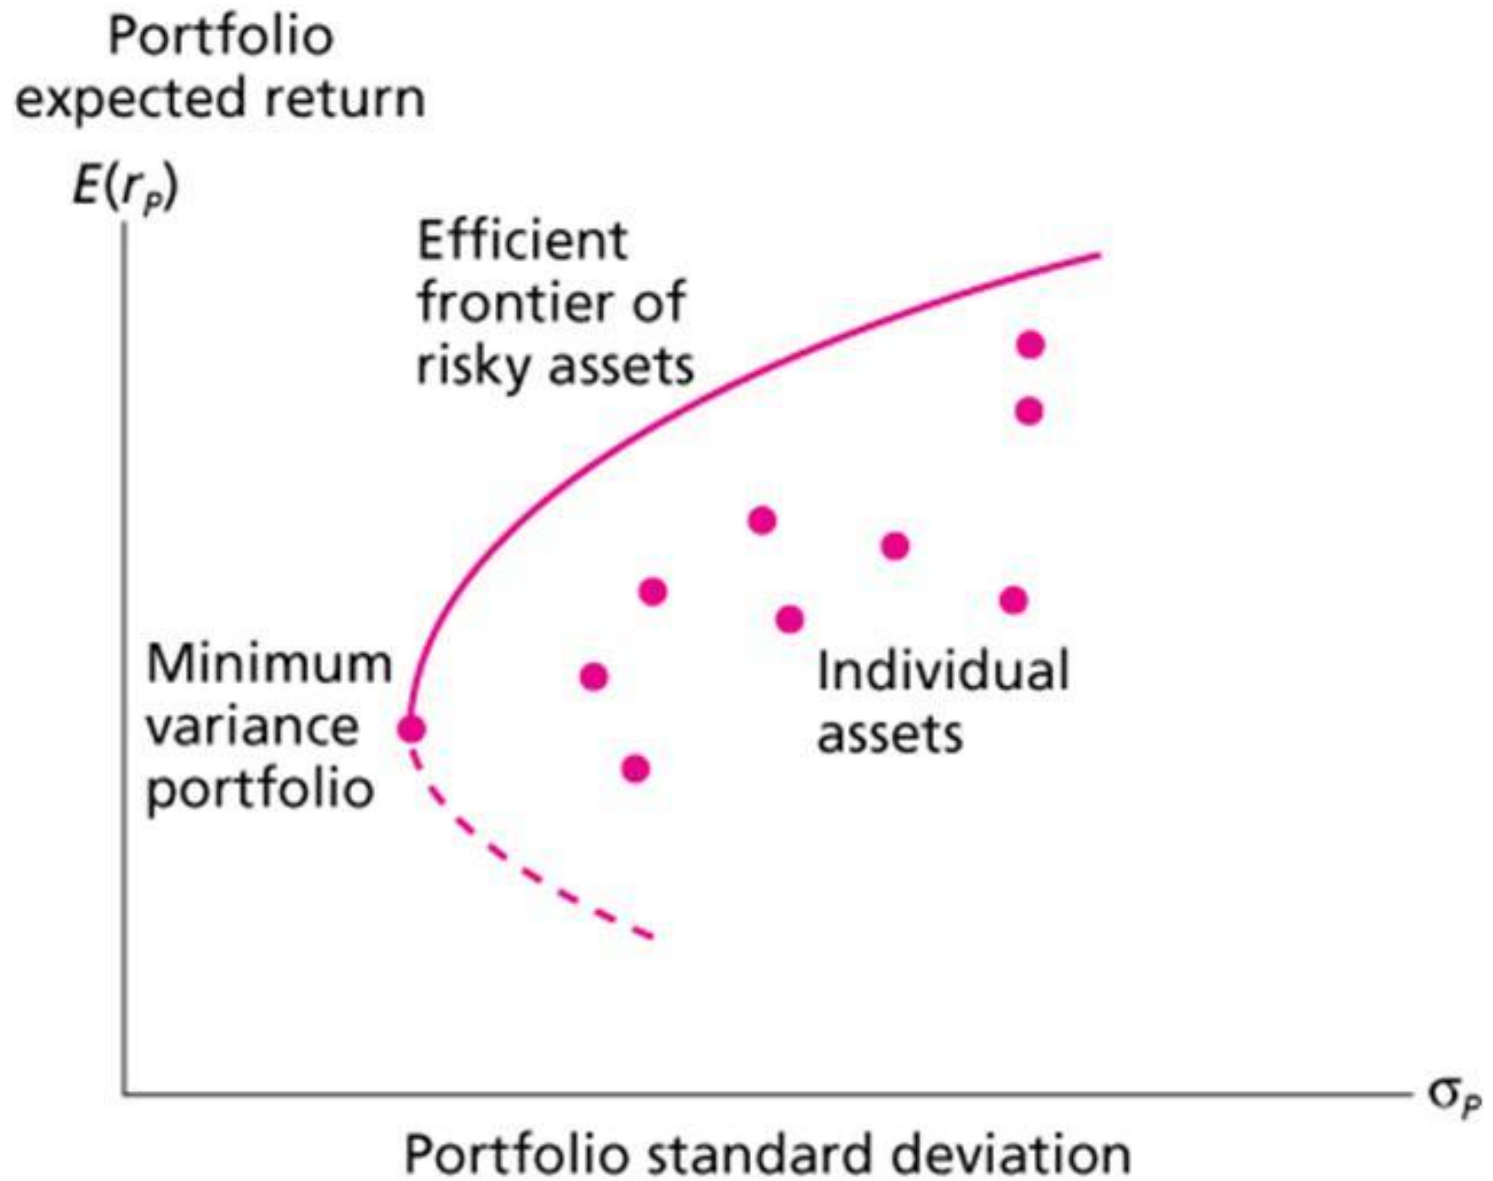 Portfolio
expected return
E(rₚ)
Efficient
frontier of
risky assets
Minimum
variance
portfolio
Individual
assets
σₚ
Portfolio standard deviation